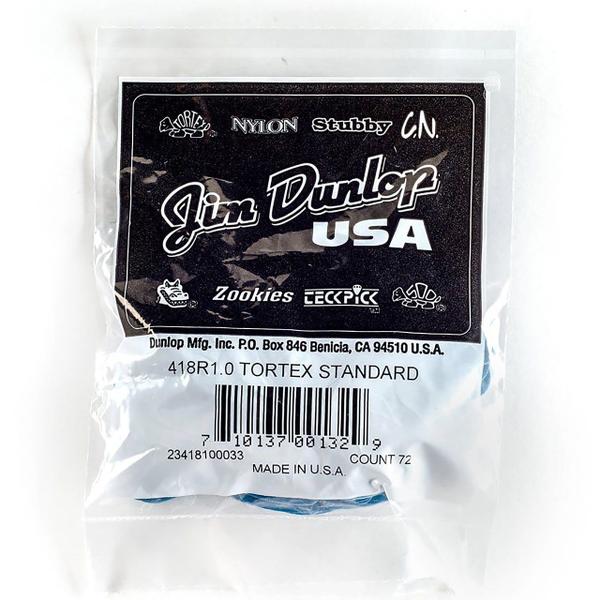 TORTEX ® NYLON Stubby C.N.
Jim Dunlop
USA
® Zookies TECKPICK ™ ®
Dunlop Mfg. Inc. P.O. Box 846 Benicia, CA 94510 U.S.A.
418R1.0 TORTEX STANDARD
7 10137 00132 9
23418100033 COUNT 72
MADE IN U.S.A.